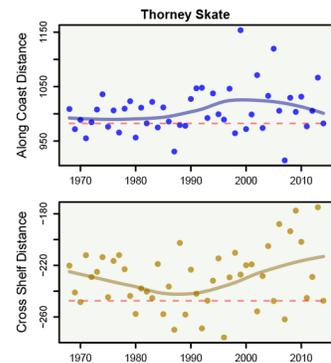 Thorney Skate
1150
1050
950
Along Coast Distance
1970 1980 1990 2000 2010
-180
-220
-260
Cross Shelf Distance
1970 1980 1990 2000 2010